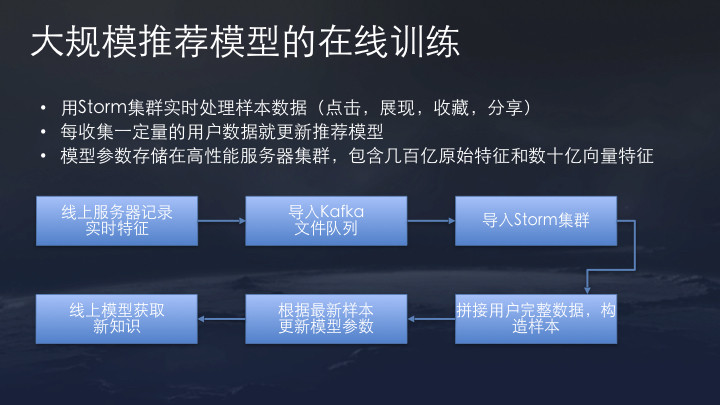 大规模推荐模型的在线训练
• 用Storm集群实时处理样本数据（点击，展现，收藏，分享）
• 每收集一定量的用户数据就更新推荐模型
• 模型参数存储在高性能服务器集群，包含几百亿原始特征和数十亿向量特征
线上服务器记录
实时特征
导入Kafka
文件队列
导入Storm集群
拼接用户完整数据，构
造样本
根据最新样本
更新模型参数
线上模型获取
新知识